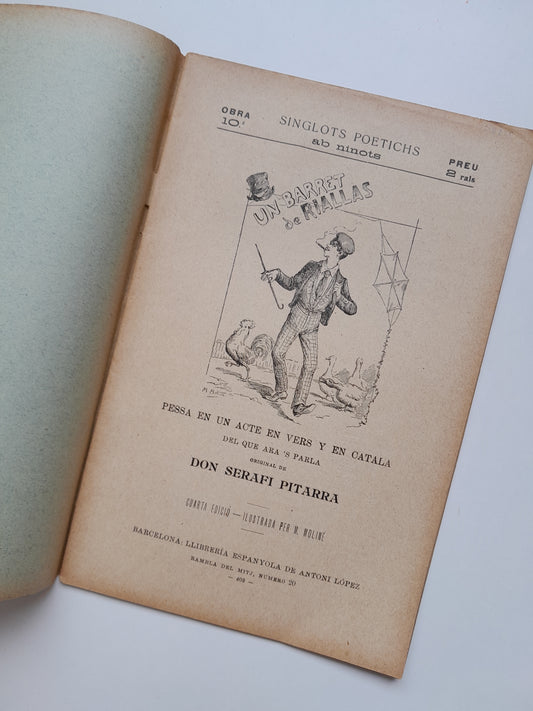 OBRA
10.ª
SINGLOTS POETICHS
ab ninots
PREU
2 rals
UN BARRET
de RIALLAS
PESSA EN UN ACTE EN VERS Y EN CATALA
DEL QUE ARA 'S PARLA
ORIGINAL DE
DON SERAFI PITARRA
CUARTA EDICIÓ — ILUSTRADA PER M. MOLINÉ
BARCELONA: LLIBRERÍA ESPANYOLA DE ANTONI LÓPEZ
RAMBLA DEL MITJ, NÚMERO 20